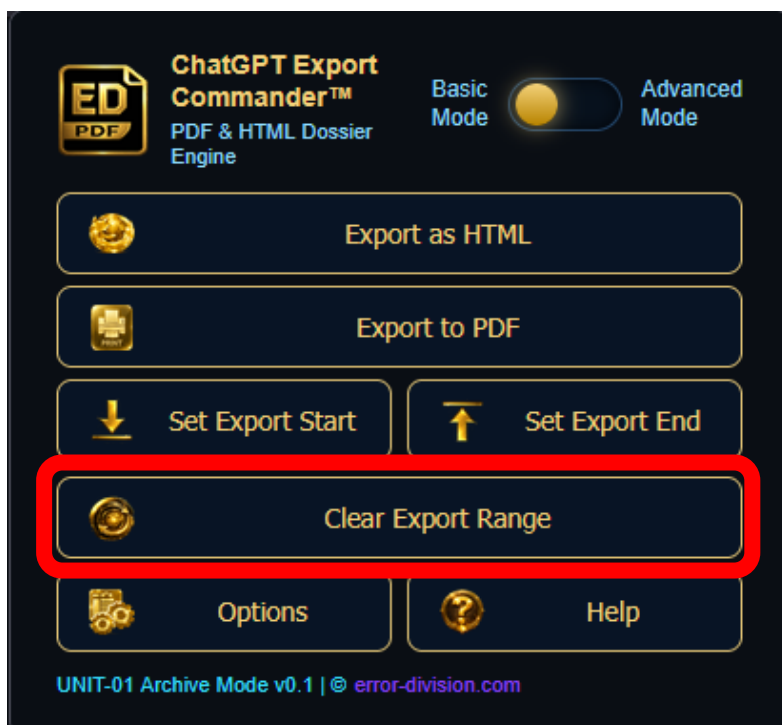 ED
PDF
ChatGPT Export
Commander™
PDF & HTML Dossier
Engine
Basic
Mode
Advanced
Mode
Export as HTML
PRINT
Export to PDF
Set Export Start
Set Export End
Clear Export Range
Options
Help
UNIT-01 Archive Mode v0.1 | © error-division.com